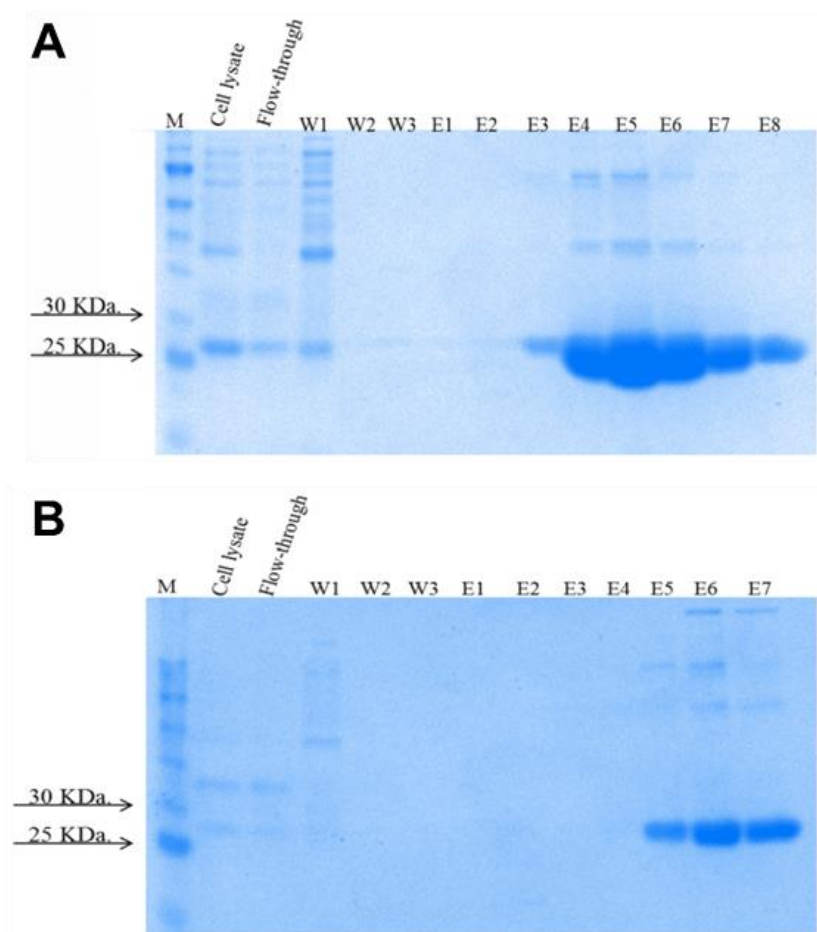 A
M Cell lysate Flow-through W1 W2 W3 E1 E2 E3 E4 E5 E6 E7 E8
30 KDa.
25 KDa.
B
M Cell lysate Flow-through W1 W2 W3 E1 E2 E3 E4 E5 E6 E7
30 KDa.
25 KDa.